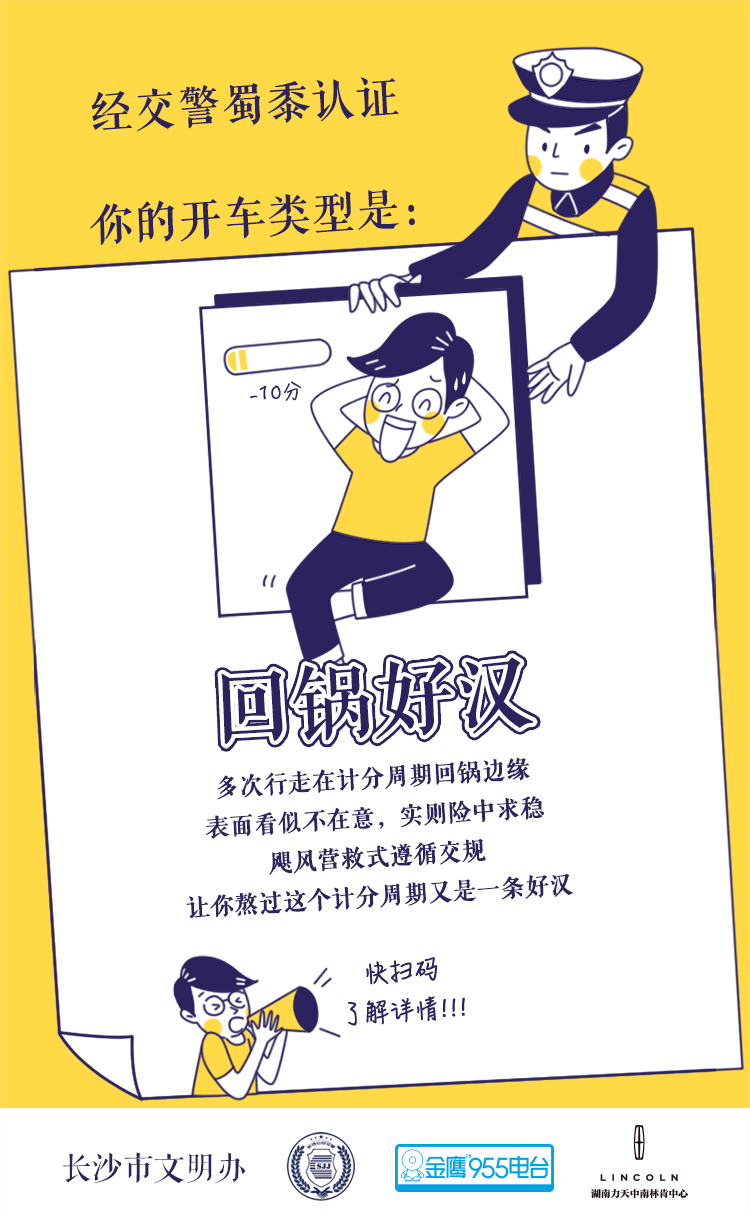 经交警蜀黍认证
你的开车类型是：
-10分
回锅好汉
多次行走在计分周期回锅边缘
表面看似不在意，实则险中求稳
飓风营救式遵循交规
让你熬过这个计分周期又是一条好汉
快扫码
了解详情!!!
长沙市文明办
SJJ
金鹰955电台
LINCOLN
湖南力天中南林肯中心